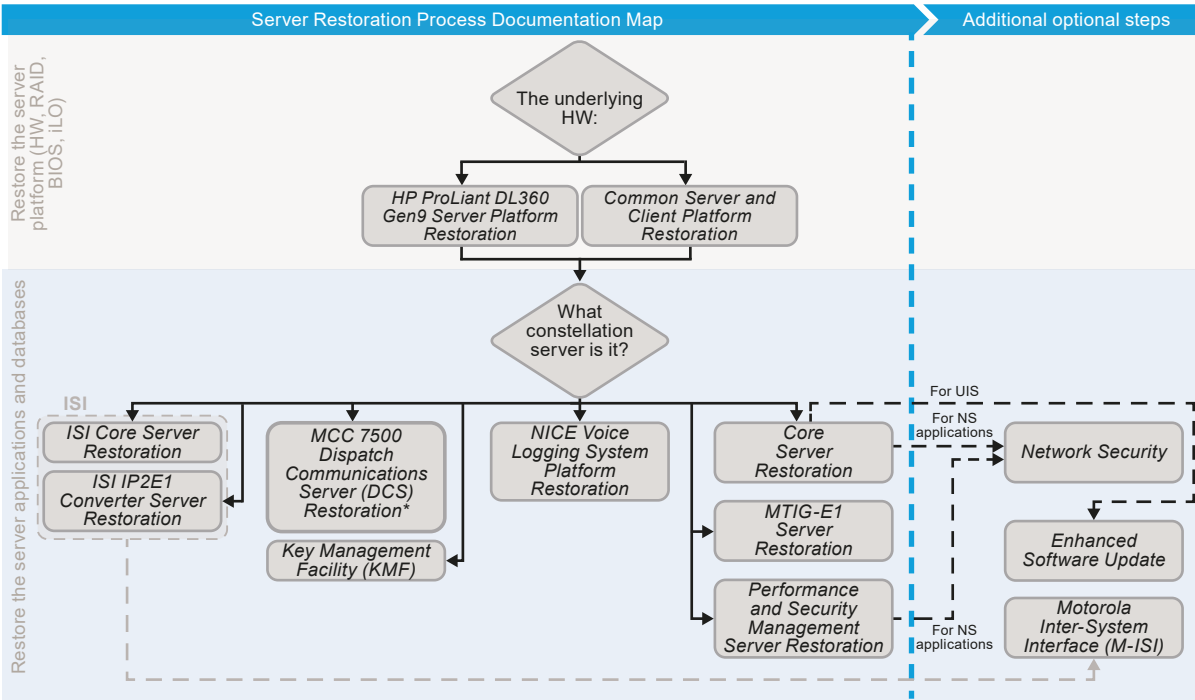 Server Restoration Process Documentation Map
Additional optional steps
Restore the server
platform (HW, RAID,
BIOS, iLO)
The underlying
HW:
HP ProLiant DL360
Gen9 Server Platform
Restoration
Common Server and
Client Platform
Restoration
Restore the server applications and databases
What
constellation
server is it?
ISI
ISI Core Server
Restoration
ISI IP2E1
Converter Server
Restoration
MCC 7500
Dispatch
Communications
Server (DCS)
Restoration*
Key Management
Facility (KMF)
NICE Voice
Logging System
Platform
Restoration
Core
Server
Restoration
MTIG-E1
Server
Restoration
Performance
and Security
Management
Server Restoration
For UIS
For NS
applications
For NS
applications
Network Security
Enhanced
Software Update
Motorola
Inter-System
Interface (M-ISI)